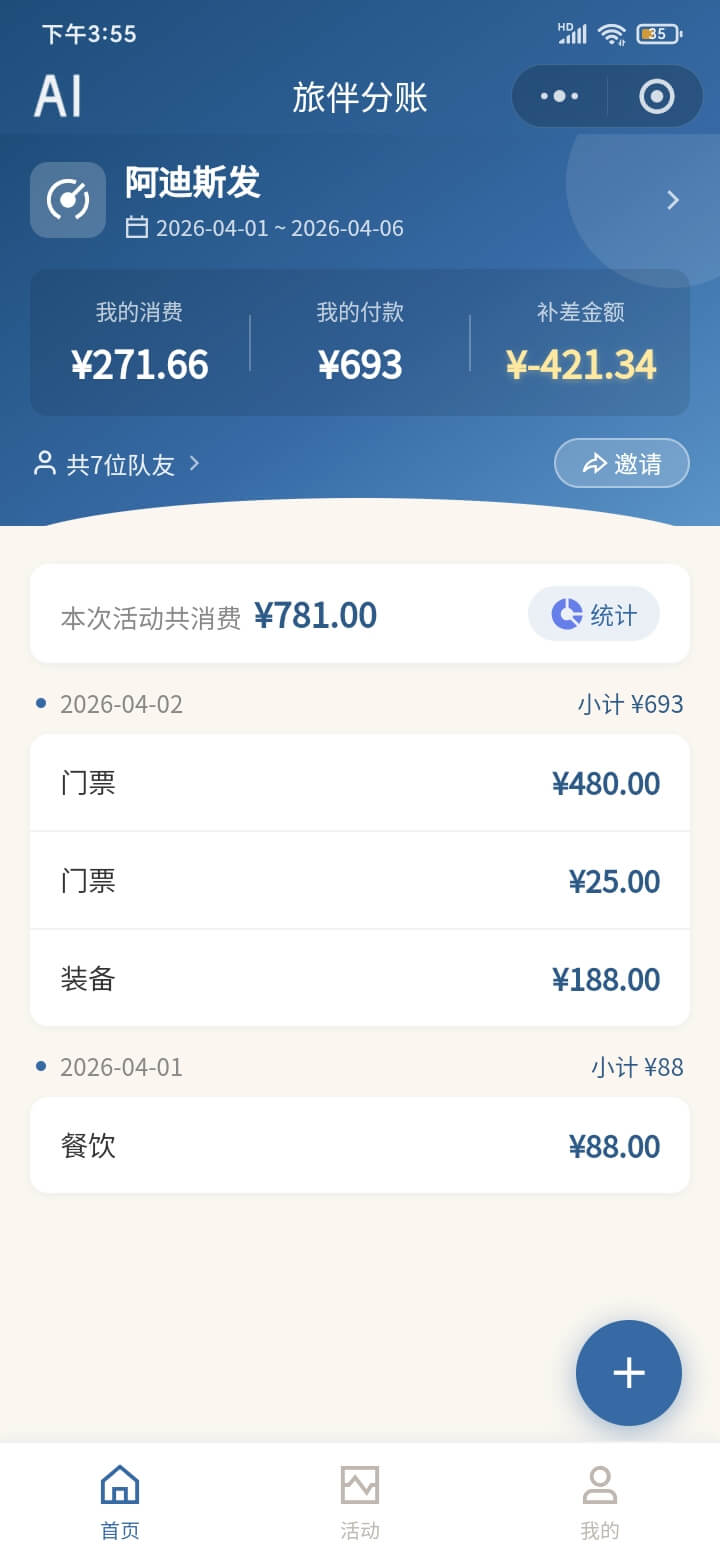 下午3:55
HD
35
AI
旅伴分账
阿迪斯发
2026-04-01 ~ 2026-04-06
我的消费 我的付款 补差金额
¥271.66 ¥693 ¥-421.34
共7位队友
邀请
本次活动共消费 ¥781.00
统计
2026-04-02 小计 ¥693
门票 ¥480.00
门票 ¥25.00
装备 ¥188.00
2026-04-01 小计 ¥88
餐饮 ¥88.00
首页 活动 我的